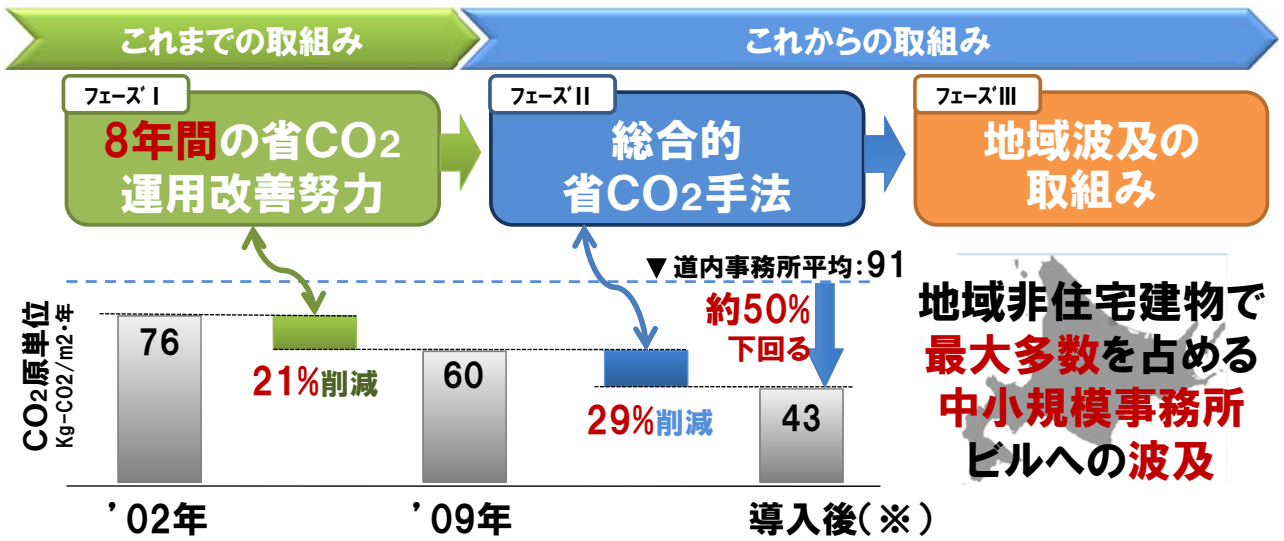 これまでの取組み
これからの取組み
フェーズⅠ
8年間の省CO2
運用改善努力
フェーズⅡ
総合的
省CO2手法
フェーズⅢ
地域波及の
取組み
▼道内事務所平均:91
約50%
下回る
CO2原単位
Kg-CO2/m2・年
76
21%削減
60
29%削減
43
'02年
'09年
導入後(※)
地域非住宅建物で
最大多数を占める
中小規模事務所
ビルへの波及